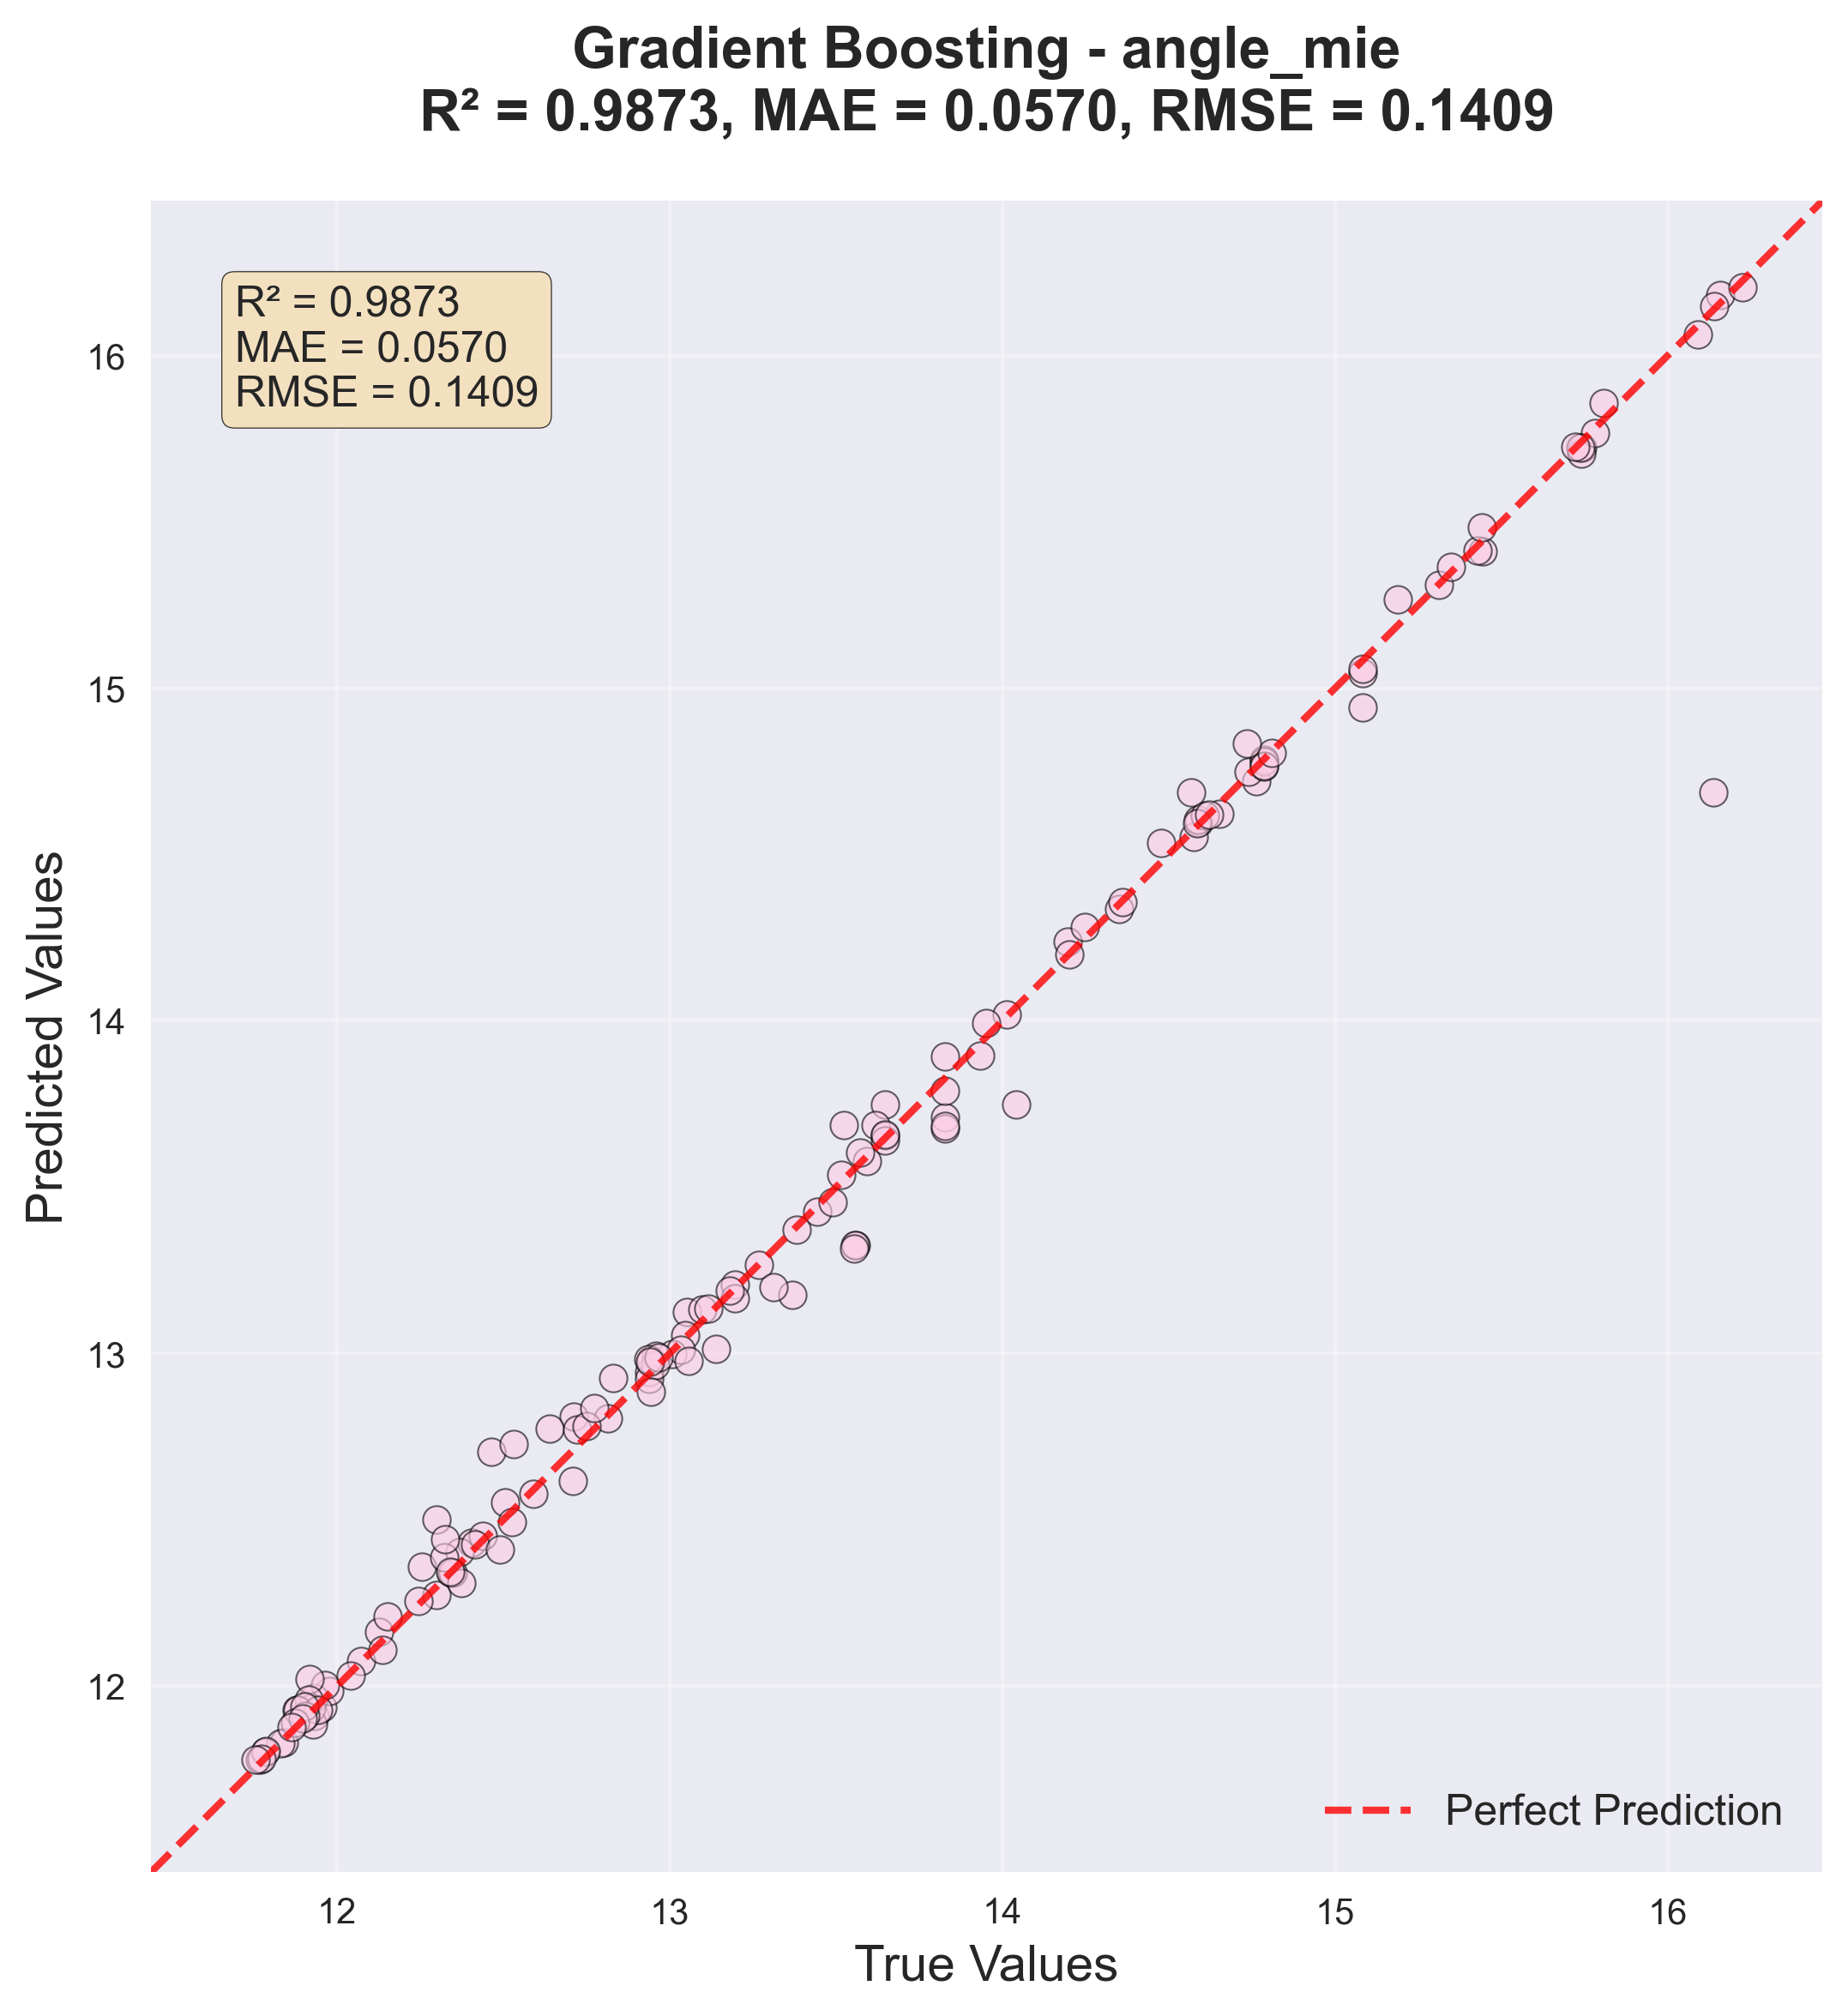 Gradient Boosting - angle_mie
R² = 0.9873, MAE = 0.0570, RMSE = 0.1409
R² = 0.9873
MAE = 0.0570
RMSE = 0.1409
16
15
14
13
12
Predicted Values
Perfect Prediction
12 13 14 15 16
True Values